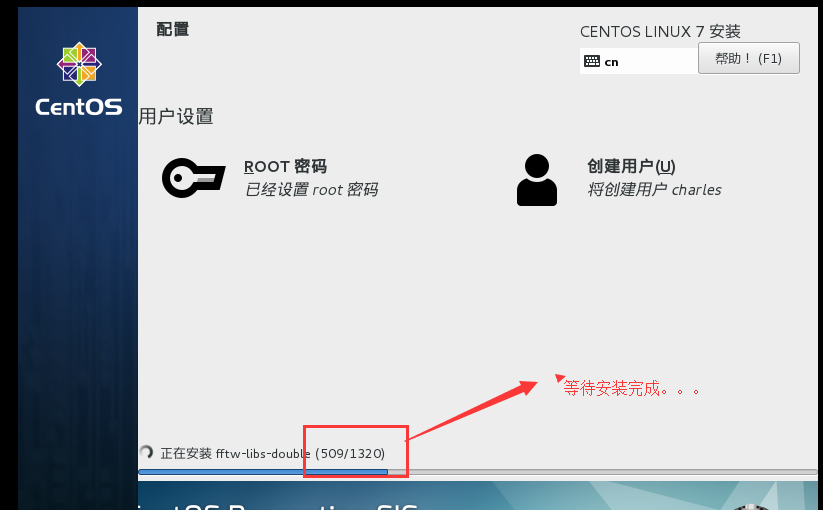 配置
CENTOS LINUX 7 安装
cn
帮助！ (F1)
CentOS
用户设置
ROOT 密码
已经设置 root 密码
创建用户(U)
将创建用户 charles
等待安装完成。。。
正在安装 fftw-libs-double (509/1320)